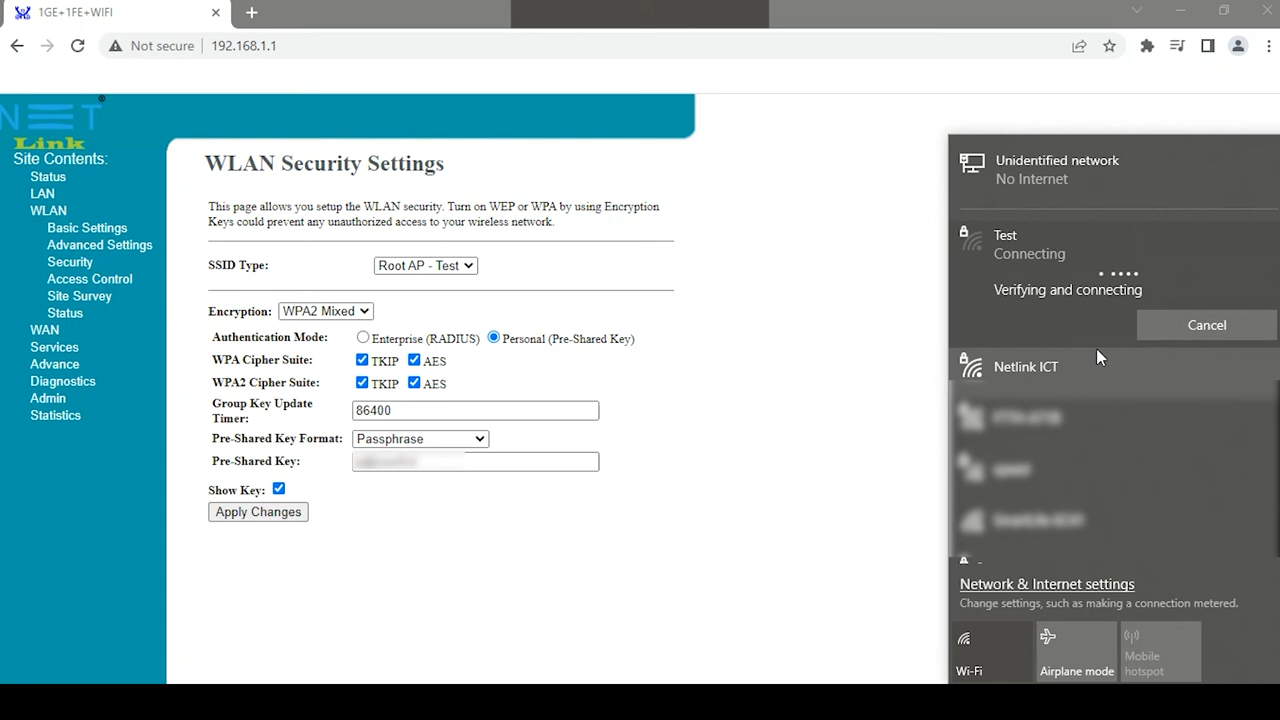 1GE+1FE+WIFI
Not secure 192.168.1.1
NET
Link
Site Contents:
Status
LAN
WLAN
Basic Settings
Advanced Settings
Security
Access Control
Site Survey
Status
WAN
Services
Advance
Diagnostics
Admin
Statistics
WLAN Security Settings
This page allows you setup the WLAN security. Turn on WEP or WPA by using Encryption
Keys could prevent any unauthorized access to your wireless network.
SSID Type: Root AP - Test
Encryption: WPA2 Mixed
Authentication Mode: Enterprise (RADIUS) Personal (Pre-Shared Key)
WPA Cipher Suite: TKIP AES
WPA2 Cipher Suite: TKIP AES
Group Key Update
Timer: 86400
Pre-Shared Key Format: Passphrase
Pre-Shared Key:
Show Key:
Apply Changes
Unidentified network
No Internet
Test
Connecting
Verifying and connecting
Cancel
Netlink ICT
Network & Internet settings
Change settings, such as making a connection metered.
Wi-Fi
Airplane mode
Mobile
hotspot